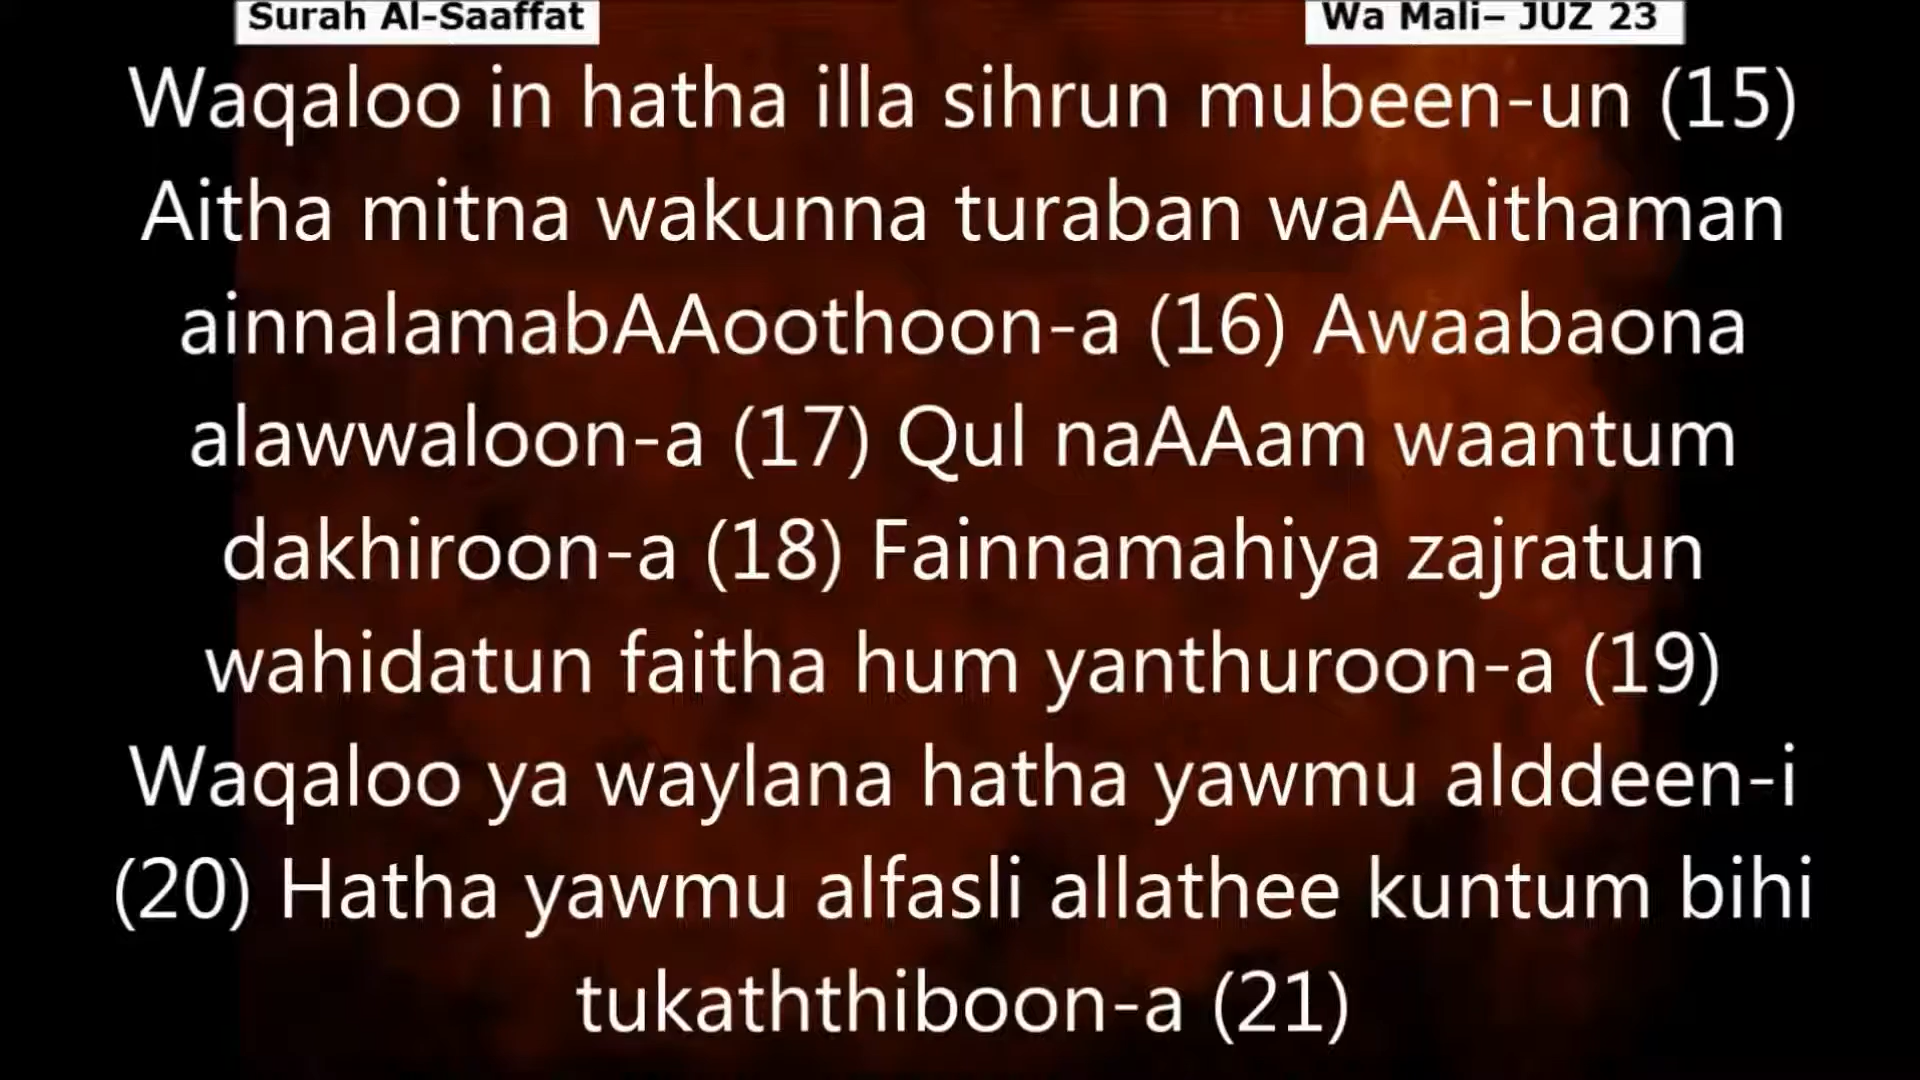 Surah Al-Saaffat
Wa Mali– JUZ 23
Waqaloo in hatha illa sihrun mubeen-un (15)
Aitha mitna wakunna turaban waAAithaman
ainnalamabAAoothoon-a (16) Awaabaona
alawwaloon-a (17) Qul naAAam waantum
dakhiroon-a (18) Fainnamahiya zajratun
wahidatun faitha hum yanthuroon-a (19)
Waqaloo ya waylana hatha yawmu alddeen-i
(20) Hatha yawmu alfasli allathee kuntum bihi
tukaththiboon-a (21)